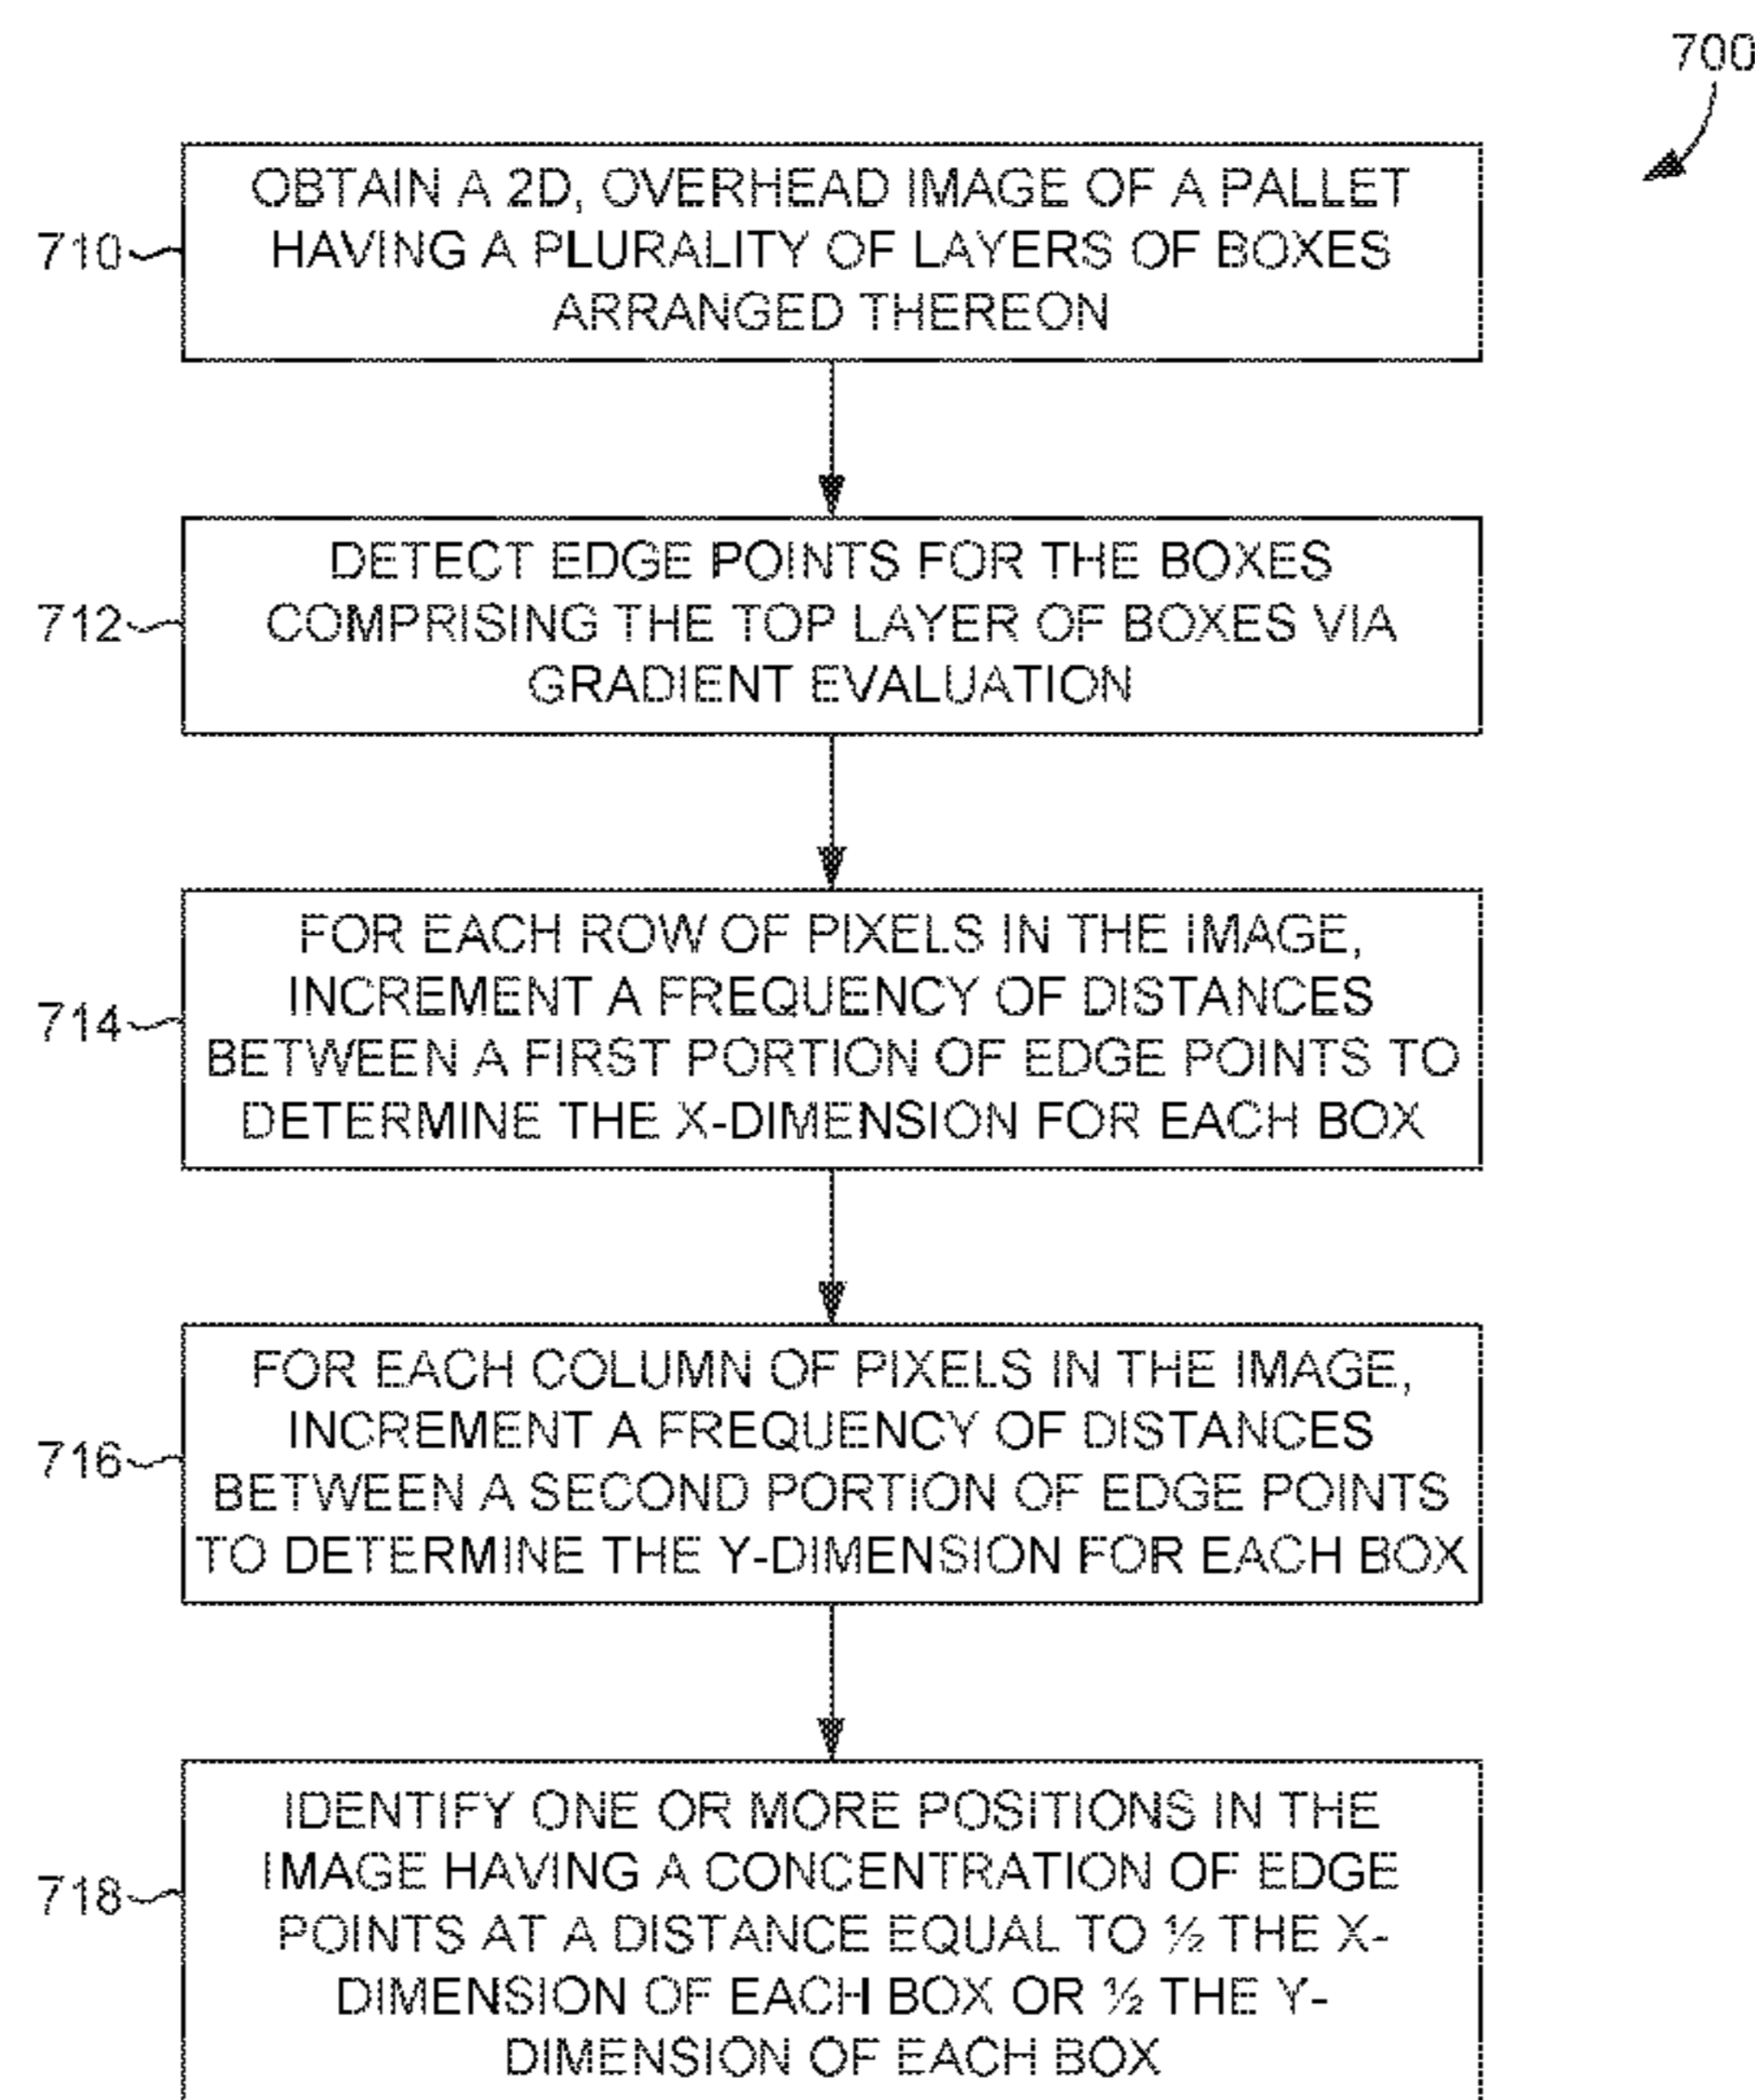 700
710
OBTAIN A 2D, OVERHEAD IMAGE OF A PALLET
HAVING A PLURALITY OF LAYERS OF BOXES
ARRANGED THEREON
712
DETECT EDGE POINTS FOR THE BOXES
COMPRISING THE TOP LAYER OF BOXES VIA
GRADIENT EVALUATION
714
FOR EACH ROW OF PIXELS IN THE IMAGE,
INCREMENT A FREQUENCY OF DISTANCES
BETWEEN A FIRST PORTION OF EDGE POINTS TO
DETERMINE THE X-DIMENSION FOR EACH BOX
716
FOR EACH COLUMN OF PIXELS IN THE IMAGE,
INCREMENT A FREQUENCY OF DISTANCES
BETWEEN A SECOND PORTION OF EDGE POINTS
TO DETERMINE THE Y-DIMENSION FOR EACH BOX
718
IDENTIFY ONE OR MORE POSITIONS IN THE
IMAGE HAVING A CONCENTRATION OF EDGE
POINTS AT A DISTANCE EQUAL TO ½ THE X-
DIMENSION OF EACH BOX OR ½ THE Y-
DIMENSION OF EACH BOX